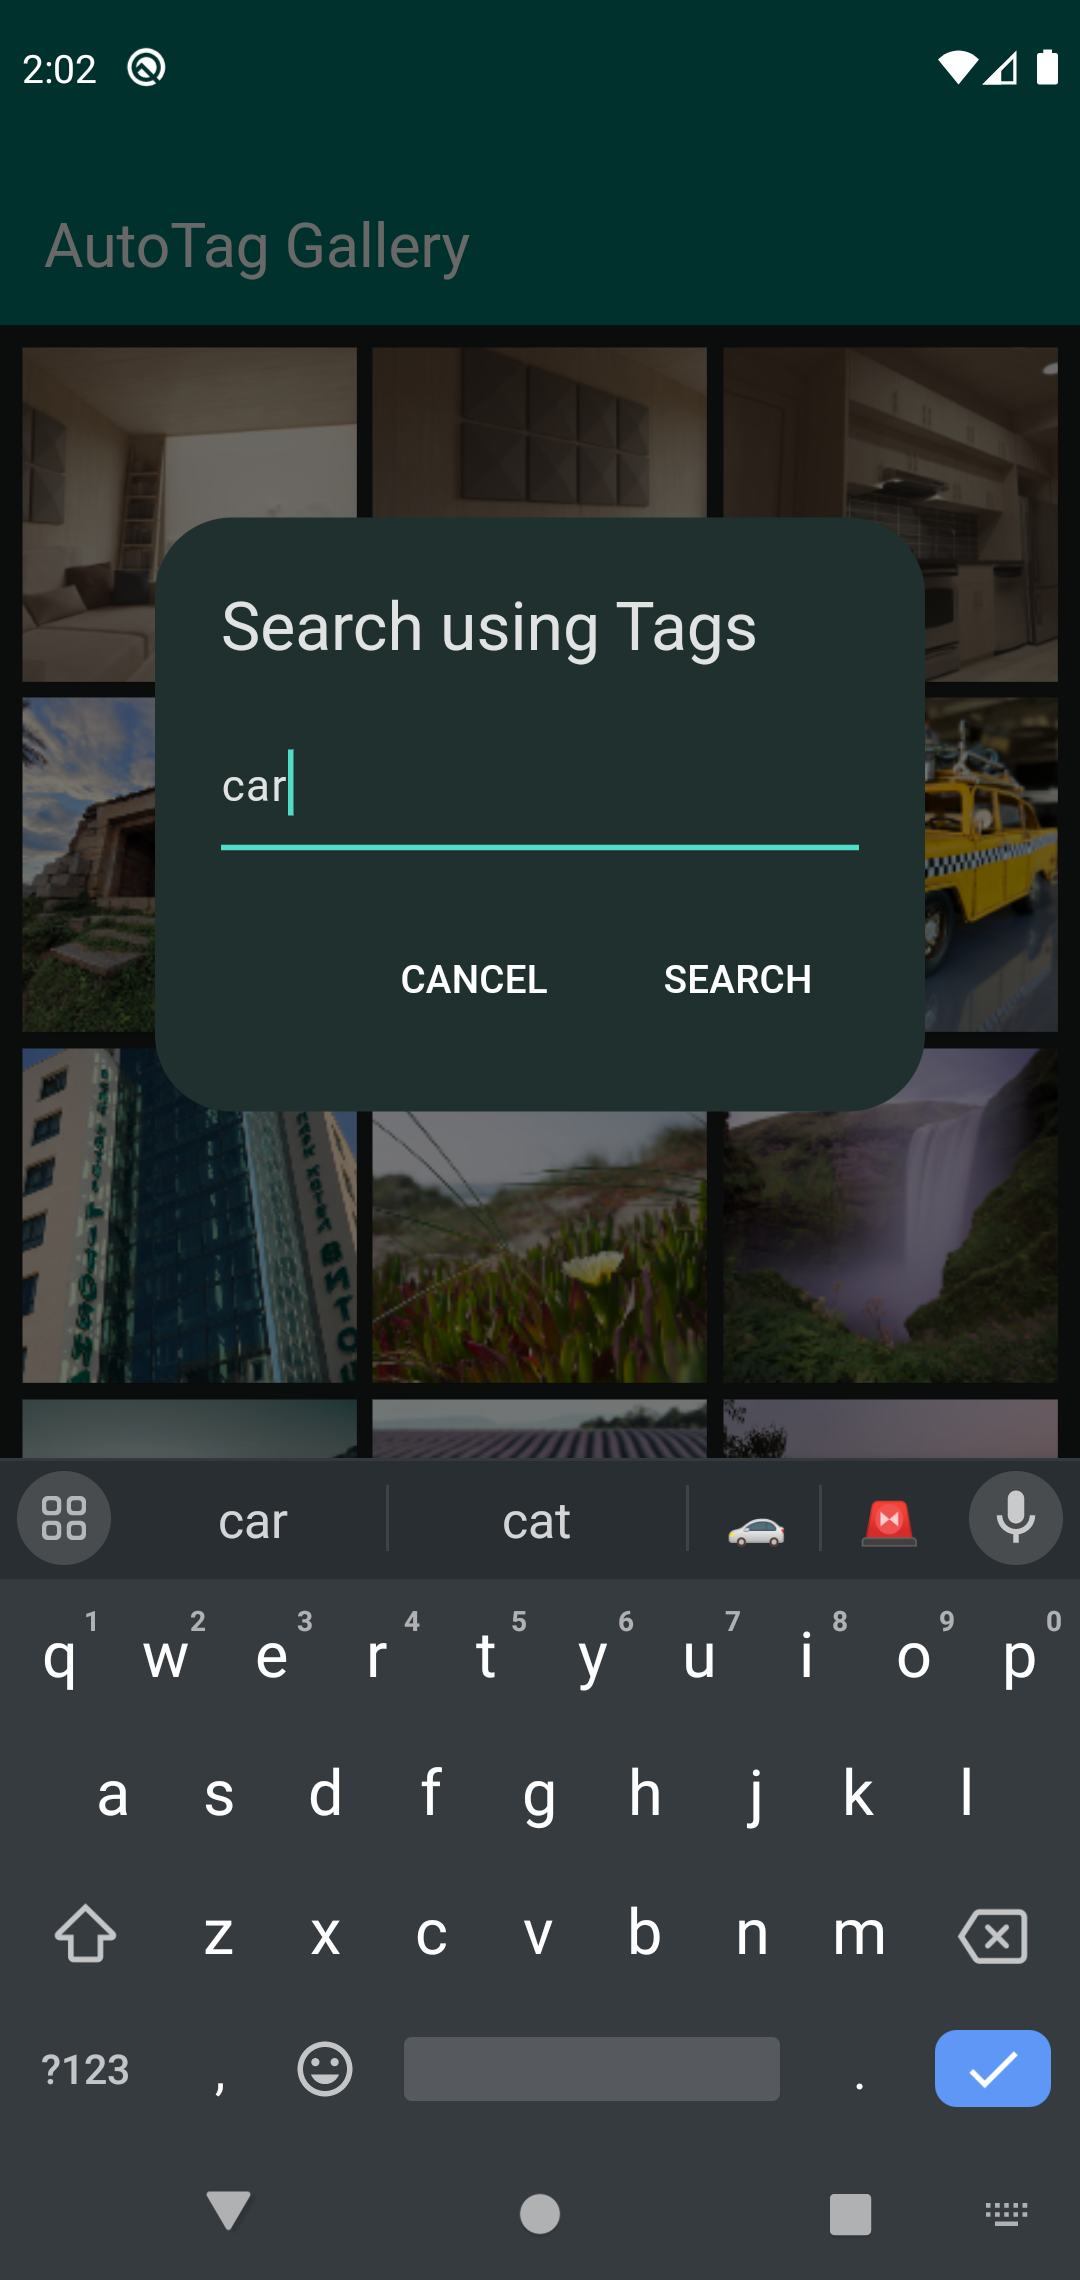 2:02
AutoTag Gallery
Search using Tags
car
CANCEL SEARCH
car cat
1 2 3 4 5 6 7 8 9 0
q w e r t y u i o p
a s d f g h j k l
z x c v b n m
?123 , .